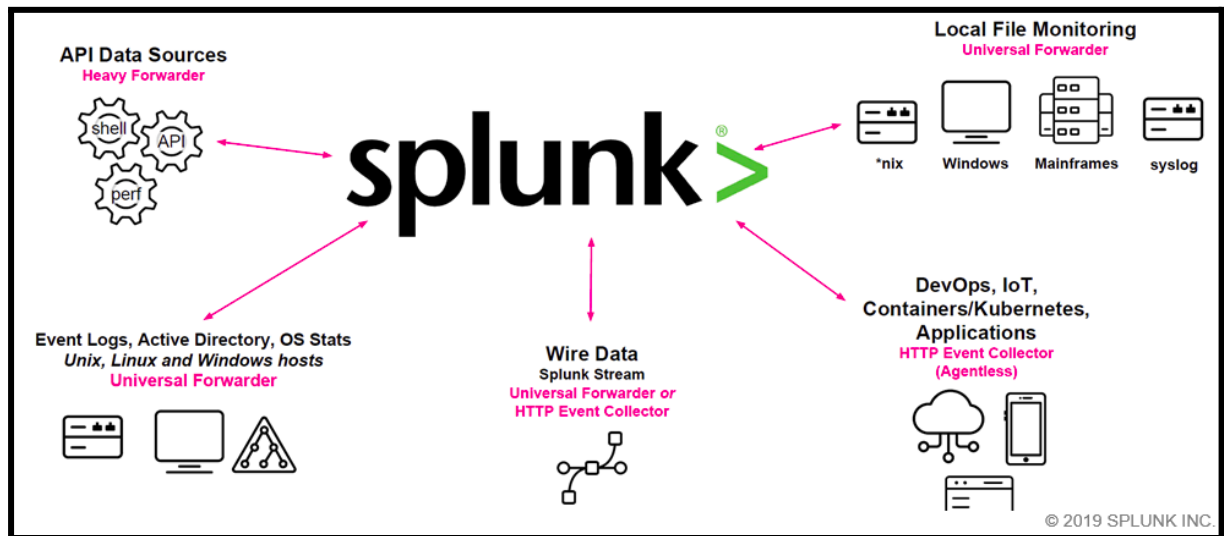 API Data Sources
Heavy Forwarder
shell
API
perf
splunk>®
Local File Monitoring
Universal Forwarder
*nix
Windows
Mainframes
syslog
Event Logs, Active Directory, OS Stats
Unix, Linux and Windows hosts
Universal Forwarder
Wire Data
Splunk Stream
Universal Forwarder or
HTTP Event Collector
DevOps, IoT,
Containers/Kubernetes,
Applications
HTTP Event Collector
(Agentless)
© 2019 SPLUNK INC.